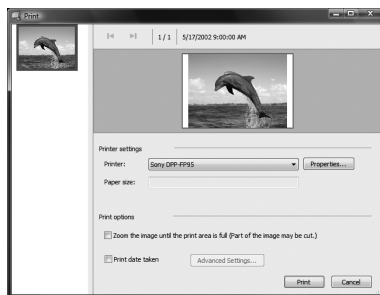 Print
1 / 1 5/17/2002 9:00:00 AM
Printer settings
Printer: Sony DPP-FP95 Properties...
Paper size:
Print options
Zoom the image until the print area is full (Part of the image may be cut.)
Print date taken Advanced Settings...
Print Cancel